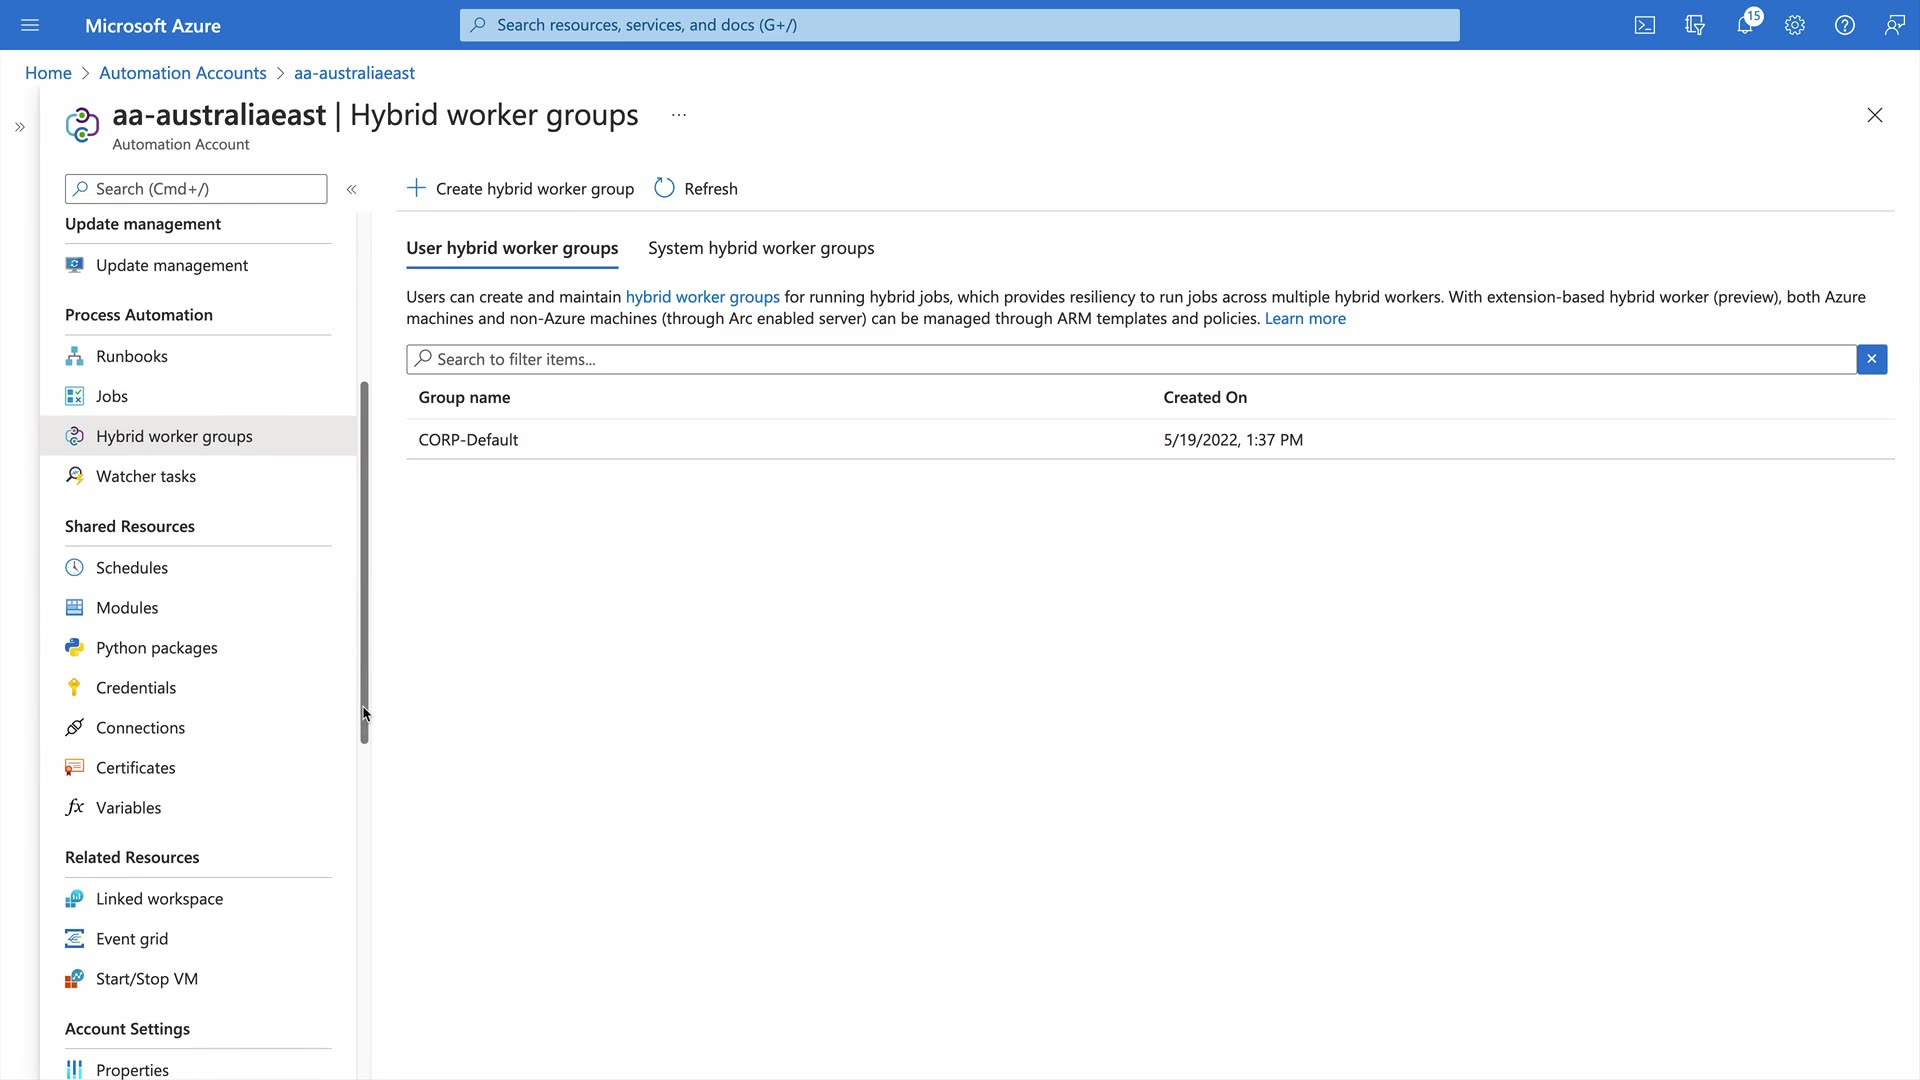 Microsoft Azure
Search resources, services, and docs (G+/)
15
Home > Automation Accounts > aa-australiaeast
aa-australiaeast | Hybrid worker groups ...
Automation Account
Search (Cmd+/)
Update management
Update management
Process Automation
Runbooks
Jobs
Hybrid worker groups
Watcher tasks
Shared Resources
Schedules
Modules
Python packages
Credentials
Connections
Certificates
fx Variables
Related Resources
Linked workspace
Event grid
Start/Stop VM
Account Settings
Properties
+ Create hybrid worker group Refresh
User hybrid worker groups System hybrid worker groups
Users can create and maintain hybrid worker groups for running hybrid jobs, which provides resiliency to run jobs across multiple hybrid workers. With extension-based hybrid worker (preview), both Azure
machines and non-Azure machines (through Arc enabled server) can be managed through ARM templates and policies. Learn more
Search to filter items...
Group name Created On
CORP-Default 5/19/2022, 1:37 PM